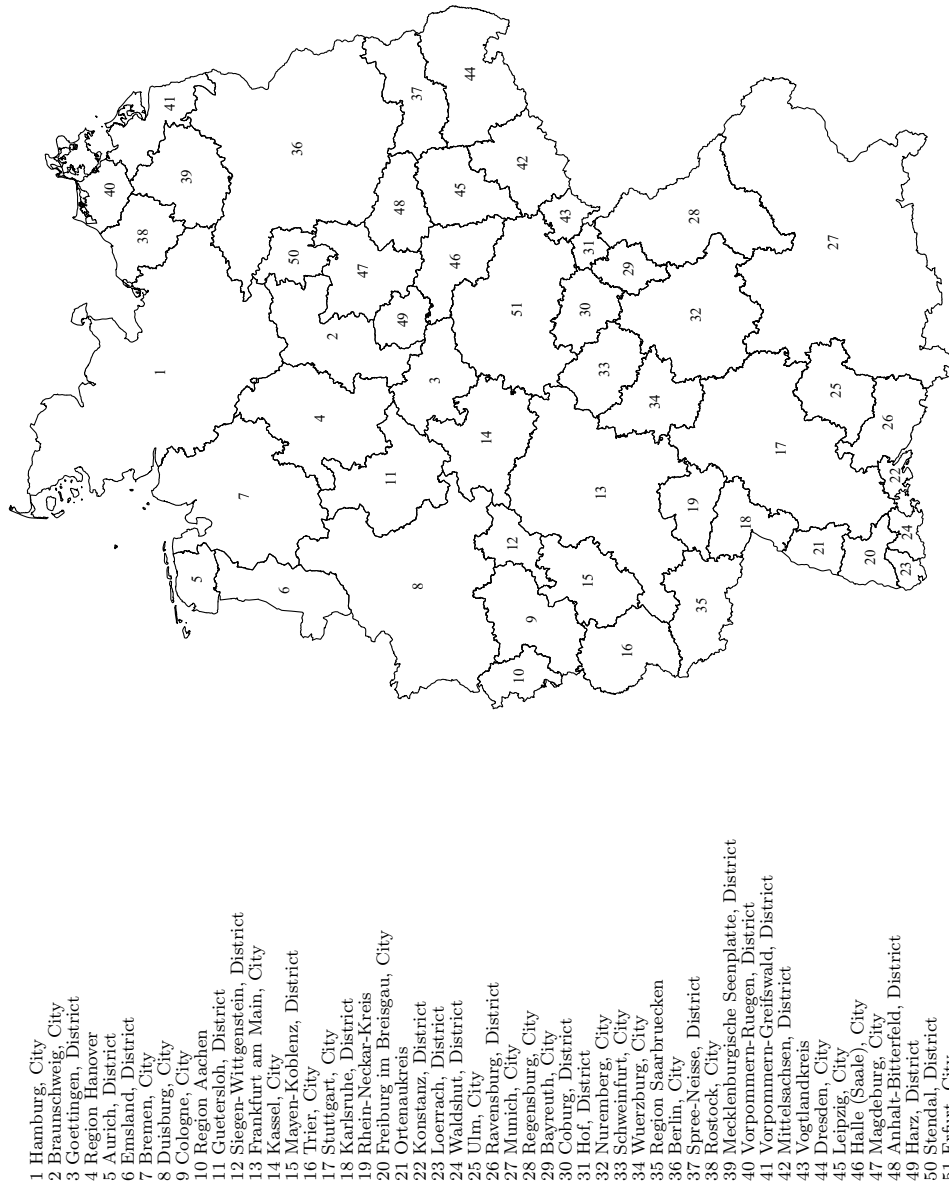 1 Hamburg, City
2 Braunschweig, City
3 Goettingen, District
4 Region Hanover
5 Aurich, District
6 Emsland, District
7 Bremen, City
8 Duisburg, City
9 Cologne, City
10 Region Aachen
11 Guetersloh, District
12 Siegen-Wittgenstein, District
13 Frankfurt am Main, City
14 Kassel, City
15 Mayen-Koblenz, District
16 Trier, City
17 Stuttgart, City
18 Karlsruhe, District
19 Rhein-Neckar-Kreis
20 Freiburg im Breisgau, City
21 Ortenaukreis
22 Konstanz, District
23 Loerrach, District
24 Waldshut, District
25 Ulm, City
26 Ravensburg, District
27 Munich, City
28 Regensburg, City
29 Bayreuth, City
30 Coburg, District
31 Hof, District
32 Nuremberg, City
33 Schweinfurt, City
34 Wuerzburg, City
35 Region Saarbruecken
36 Berlin, City
37 Spree-Neisse, District
38 Rostock, City
39 Mecklenburgische Seenplatte, District
40 Vorpommern-Ruegen, District
41 Vorpommern-Greifswald, District
42 Mittelsachsen, District
43 Vogtlandkreis
44 Dresden, City
45 Leipzig, City
46 Halle (Saale), City
47 Magdeburg, City
48 Anhalt-Bitterfeld, District
49 Harz, District
50 Stendal, District
51 Erfurt, City
44
41
37
39
40
36
42
45
38
48
43
28
50
46
31
27
47
29
51
30
32
2
49
33
1
3
34
25
26
4
14
17
22
11
13
19
18
7
12
24
21
20
5
15
23
6
8
9
35
16
10